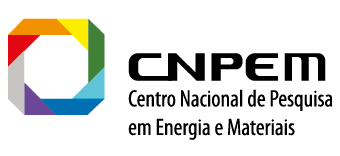 CNPEM
Centro Nacional de Pesquisa
em Energia e Materiais